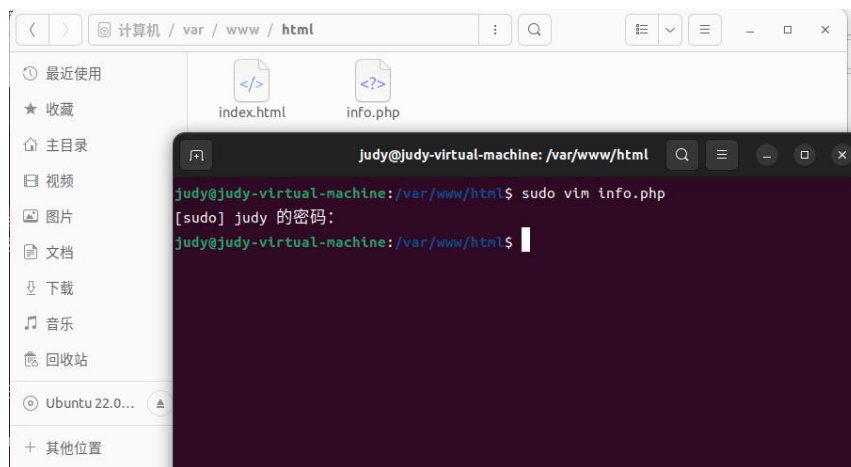 计算机 / var / www / html
最近使用
收藏
主目录
视频
图片
文档
下载
音乐
回收站
Ubuntu 22.0...
其他位置
</>
<?>
index.html
info.php
judy@judy-virtual-machine: /var/www/html
judy@judy-virtual-machine:/var/www/html$ sudo vim info.php
[sudo] judy 的密码：
judy@judy-virtual-machine:/var/www/html$